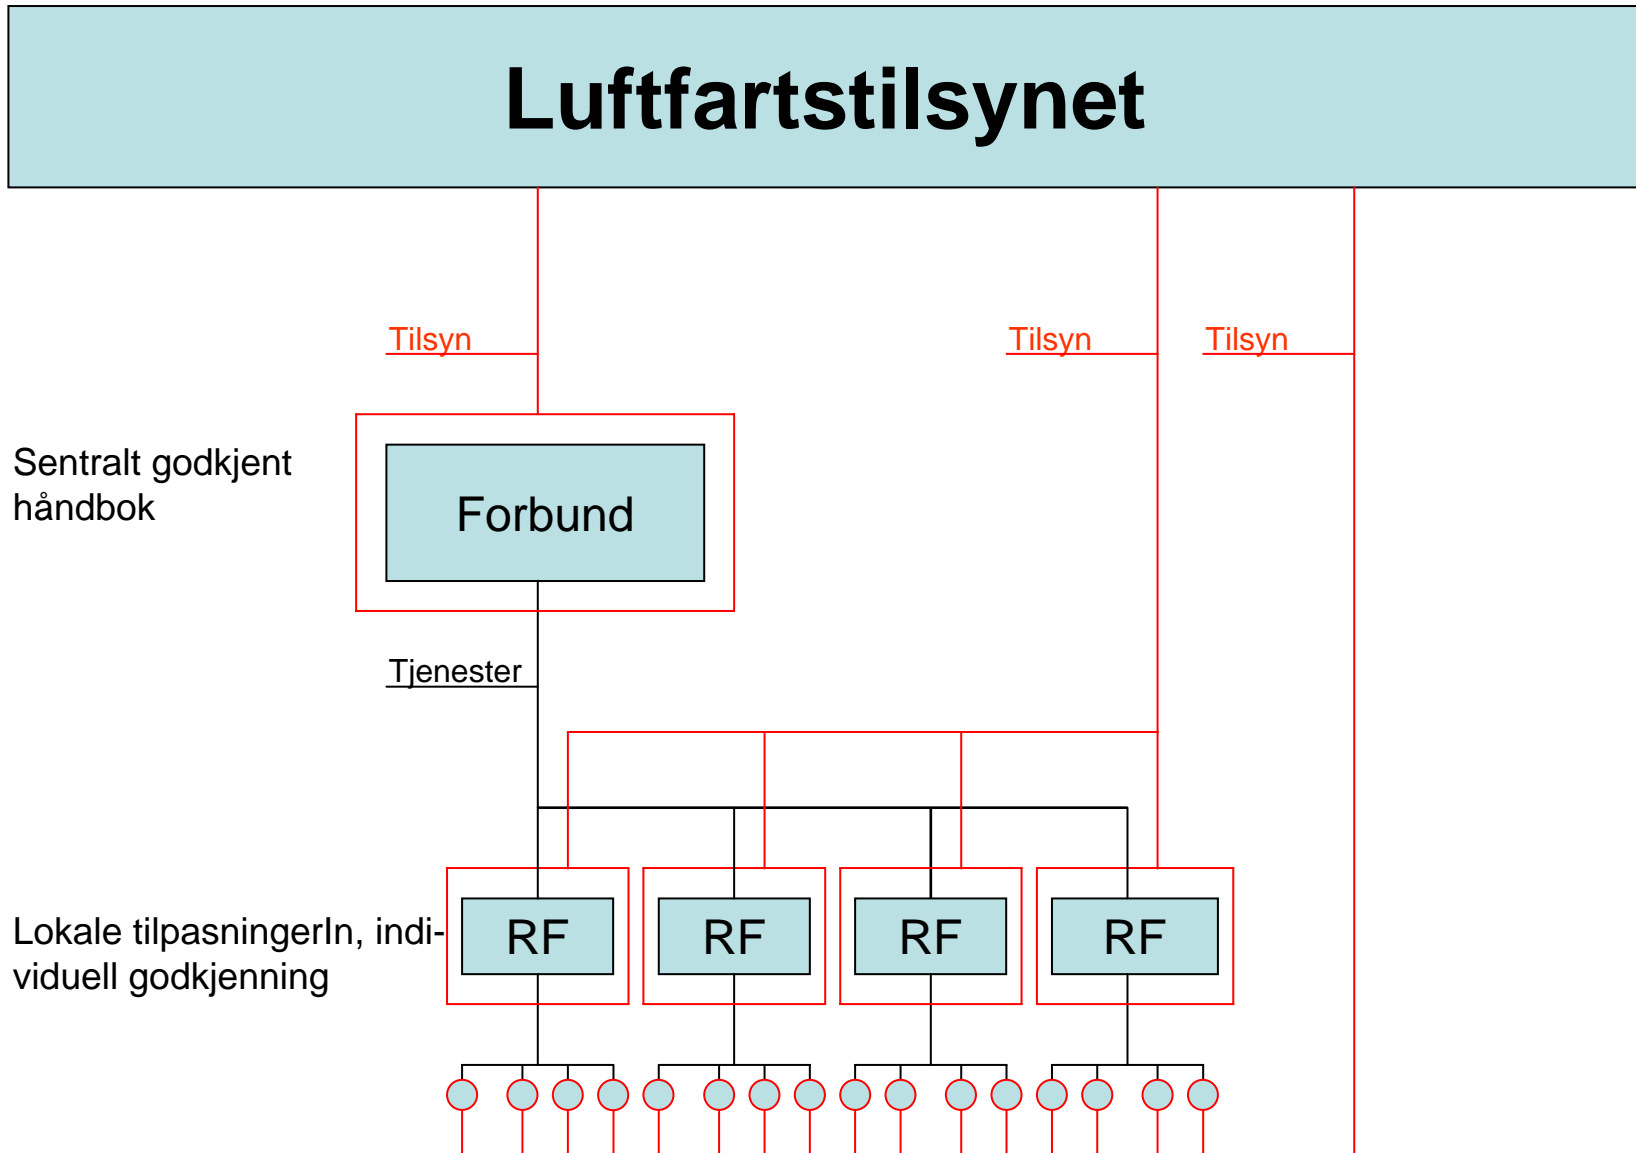 Luftfartstilsynet
Tilsyn
Tilsyn
Tilsyn
Sentralt godkjent
håndbok
Forbund
Tjenester
Lokale tilpasningerIn, indi-
viduell godkjenning
RF
RF
RF
RF